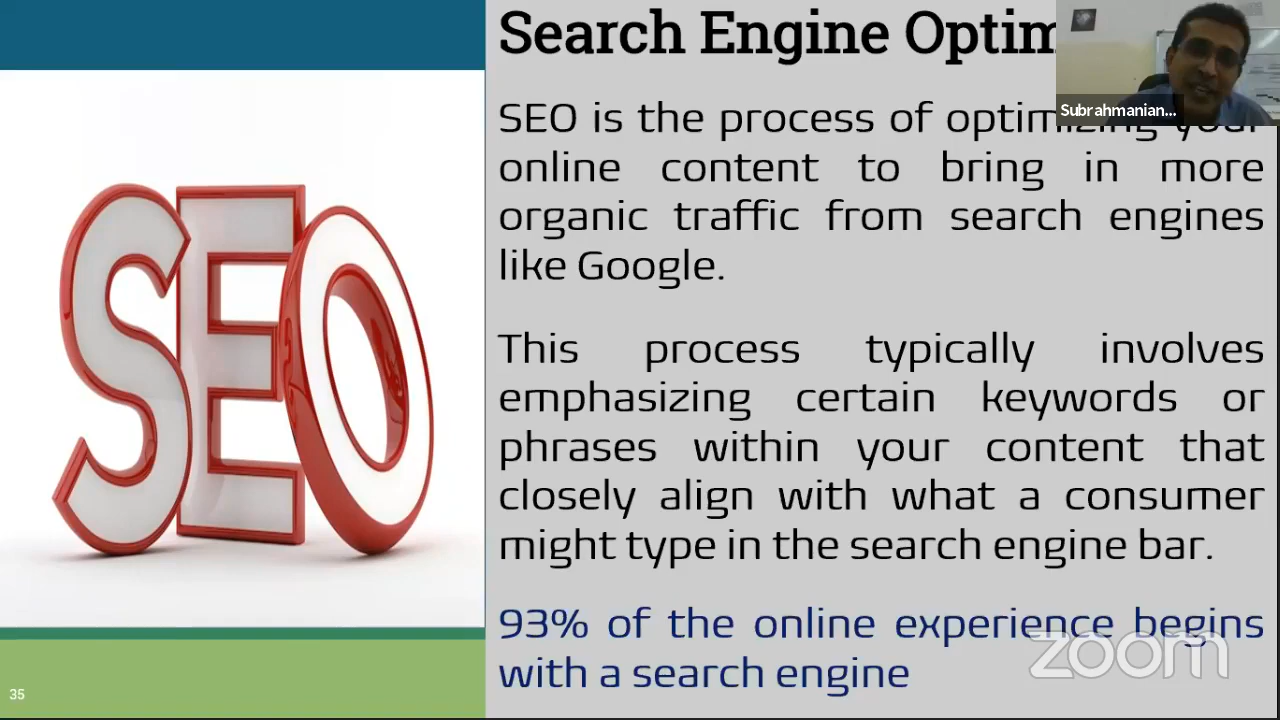 SEO
Search Engine Optim
SEO is the process of optimizing your
online content to bring in more
organic traffic from search engines
like Google.
This process typically involves
emphasizing certain keywords or
phrases within your content that
closely align with what a consumer
might type in the search engine bar.
93% of the online experience begins
with a search engine
Subrahmanian...
zoom
35